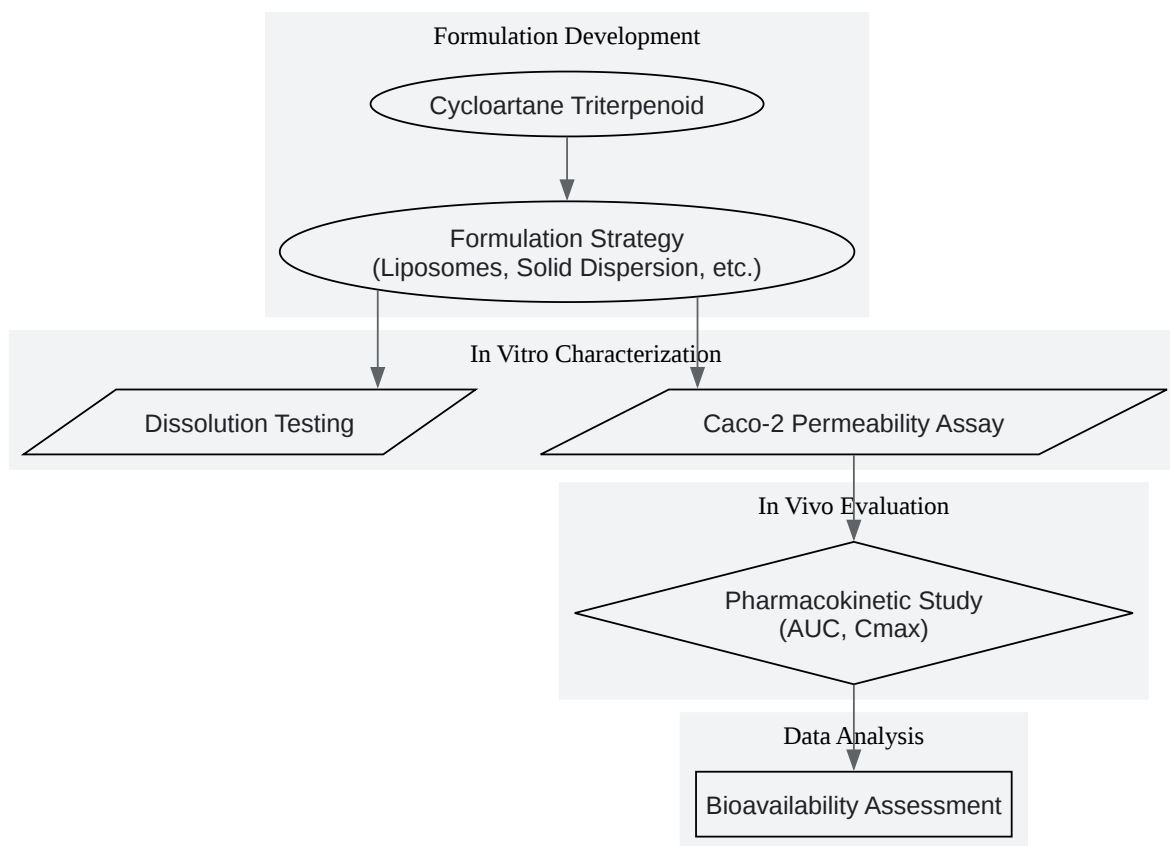 Formulation Development
Cycloartane Triterpenoid
Formulation Strategy
(Liposomes, Solid Dispersion, etc.)
In Vitro Characterization
Dissolution Testing
Caco-2 Permeability Assay
In Vivo Evaluation
Pharmacokinetic Study
(AUC, Cmax)
Data Analysis
Bioavailability Assessment